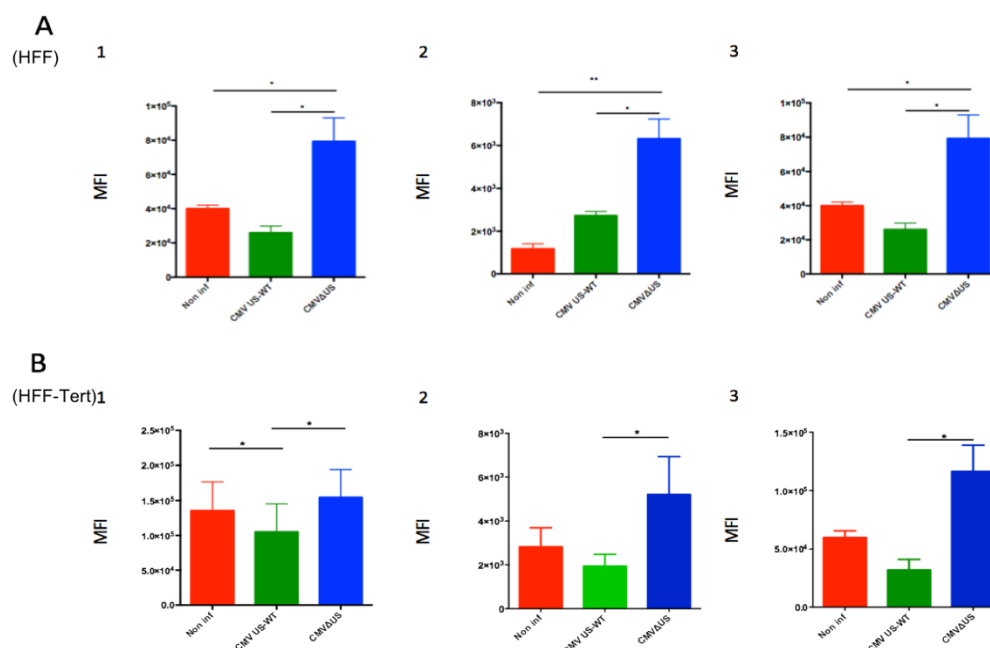 A
(HFF)
1
2
3
*
*
MFI
1×10⁵
8×10⁴
6×10⁴
4×10⁴
2×10⁴
0
Non inf
CMV US-WT
CMVΔUS
**
*
MFI
8×10³
6×10³
4×10³
2×10³
0
Non inf
CMV US-WT
CMVΔUS
*
*
MFI
1×10⁵
8×10⁴
6×10⁴
4×10⁴
2×10⁴
0
Non inf
CMV US-WT
CMVΔUS
B
(HFF-Tert)
1
2
3
*
*
MFI
2.5×10⁵
2.0×10⁵
1.5×10⁵
1.0×10⁵
5.0×10⁴
0.0
Non inf
CMV US-WT
CMVΔUS
*
MFI
8×10³
6×10³
4×10³
2×10³
0
Non inf
CMV US-WT
CMVΔUS
*
MFI
1.5×10⁵
1.0×10⁵
5.0×10⁴
0.0
Non inf
CMV US-WT
CMVΔUS